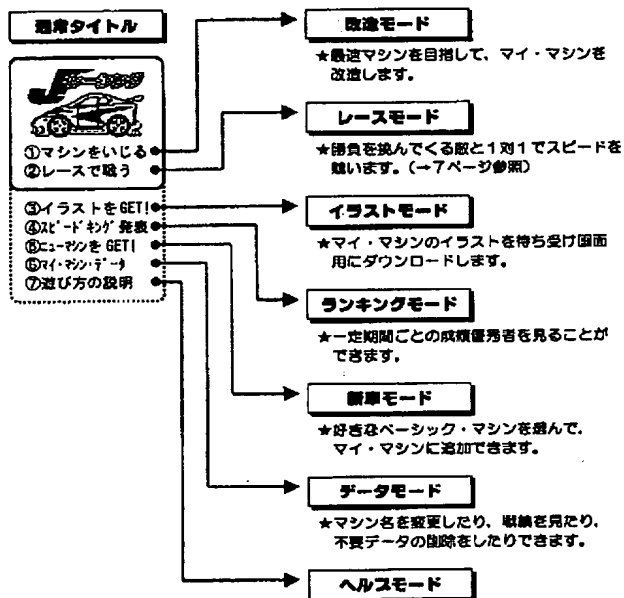 通常タイトル
①マシンをいじる
②レースで戦う
③イラストをGET!
④スピードキング発表
⑤ニューマシンをGET!
⑥マイ・マシン・データ
⑦遊び方の説明
改造モード
★最速マシンを目指して、マイ・マシンを
改造します。
レースモード
★勝負を挑んでくる敵と1対1でスピードを
競います。(→7ページ参照)
イラストモード
★マイ・マシンのイラストを待ち受け画面
用にダウンロードします。
ランキングモード
★一定期間ごとの成績優秀者を見ることが
できます。
新車モード
★好きなベーシック・マシンを選んで、
マイ・マシンに追加できます。
データモード
★マシン名を変更したり、戦績を見たり、
不要データの削除をしたりできます。
ヘルプモード